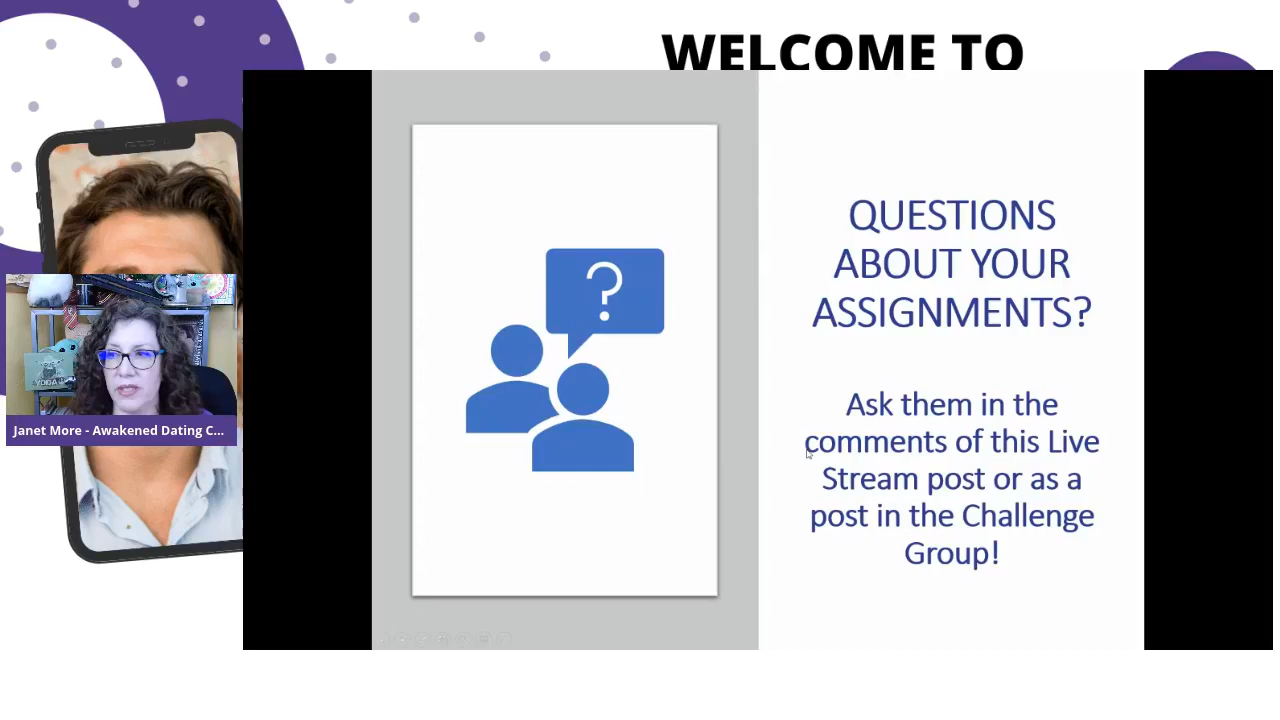 WELCOME TO
?
QUESTIONS
ABOUT YOUR
ASSIGNMENTS?
Ask them in the
comments of this Live
Stream post or as a
post in the Challenge
Group!
YODA
Janet More - Awakened Dating C...